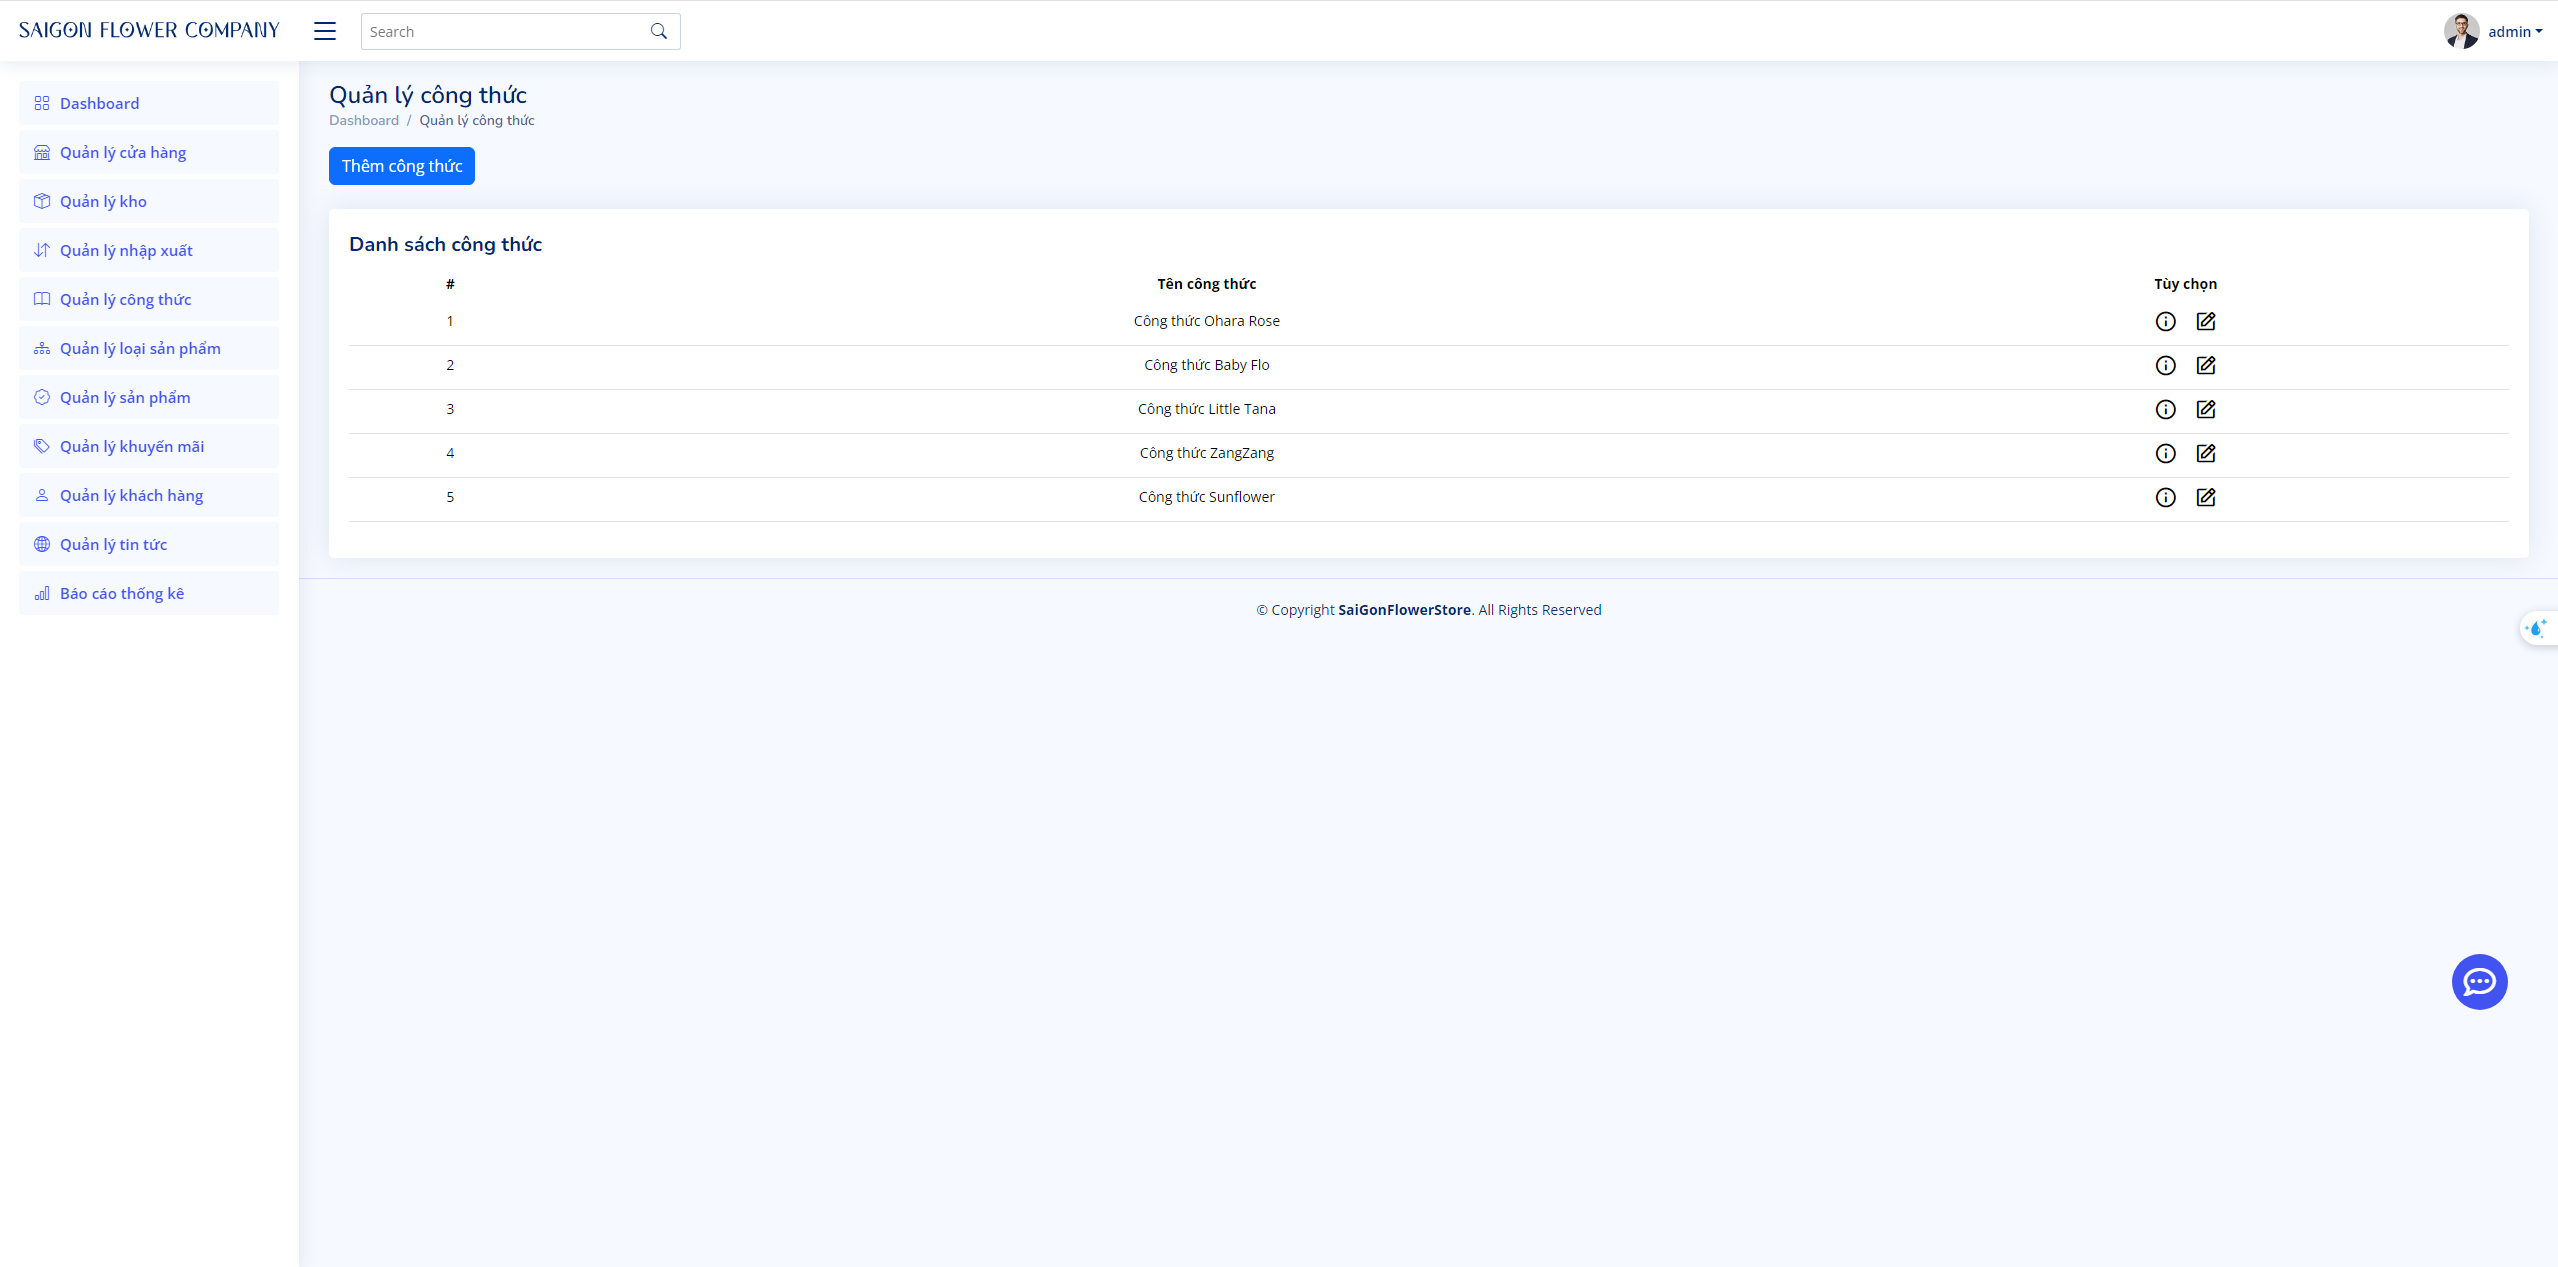 SAIGON FLOWER COMPANY
Search
admin
Dashboard
Quản lý cửa hàng
Quản lý kho
Quản lý nhập xuất
Quản lý công thức
Quản lý loại sản phẩm
Quản lý sản phẩm
Quản lý khuyến mãi
Quản lý khách hàng
Quản lý tin tức
Báo cáo thống kê
Quản lý công thức
Dashboard / Quản lý công thức
Thêm công thức
Danh sách công thức
# Tên công thức Tùy chọn
1 Công thức Ohara Rose
2 Công thức Baby Flo
3 Công thức Little Tana
4 Công thức ZangZang
5 Công thức Sunflower
© Copyright SaiGonFlowerStore. All Rights Reserved